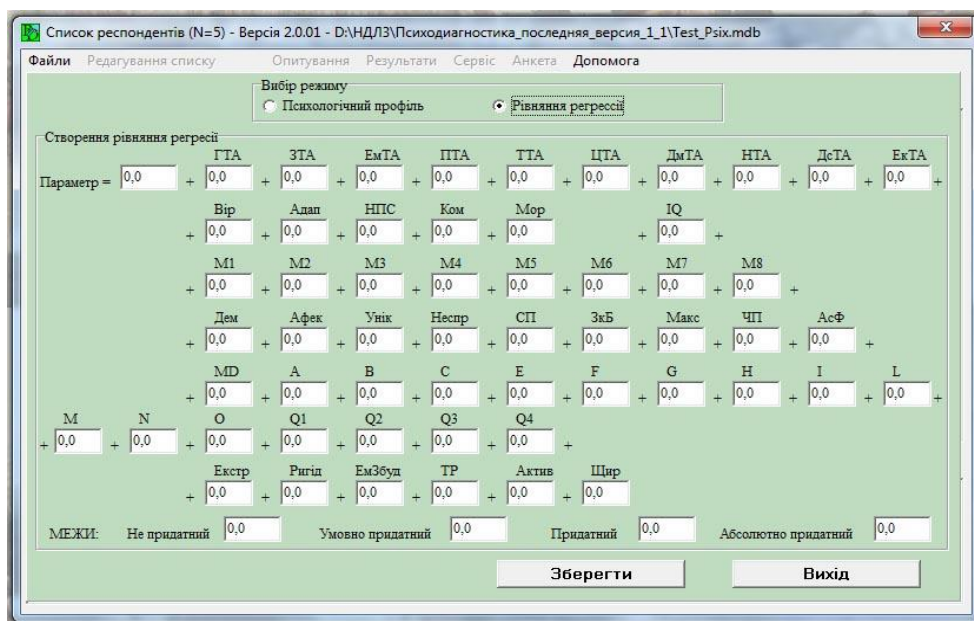 Список респондентів (N=5) - Версія 2.0.01 - D:\НДЛЗ\Психодиагностика_последняя_версия_1_1\Test_Psix.mdb
Файли Редагування списку Опитування Результати Сервіс Анкета Допомога
Вибір режиму
Психологічний профіль Рівняння регрессії
Створення рівняння регресії
ГТА ЗТА ЕмТА ПТА ТТА ЦТА ДмТА НТА ДсТА ЕкТА
Параметр = 0,0 + 0,0 + 0,0 + 0,0 + 0,0 + 0,0 + 0,0 + 0,0 + 0,0 + 0,0 + 0,0 +
Вір Адап НПС Ком Мор IQ
+ 0,0 + 0,0 + 0,0 + 0,0 + 0,0 + 0,0 +
М1 М2 М3 М4 М5 М6 М7 М8
+ 0,0 + 0,0 + 0,0 + 0,0 + 0,0 + 0,0 + 0,0 + 0,0 +
Дем Афек Унік Неспр СП ЗкБ Макс ЧП АсФ
+ 0,0 + 0,0 + 0,0 + 0,0 + 0,0 + 0,0 + 0,0 + 0,0 + 0,0 +
MD A B C E F G H I L
+ 0,0 + 0,0 + 0,0 + 0,0 + 0,0 + 0,0 + 0,0 + 0,0 + 0,0 + 0,0 +
M N O Q1 Q2 Q3 Q4
+ 0,0 + 0,0 + 0,0 + 0,0 + 0,0 + 0,0 + 0,0 +
Екстр Ригід ЕмЗбуд ТР Актив Щир
+ 0,0 + 0,0 + 0,0 + 0,0 + 0,0 + 0,0
МЕЖИ: Не придатний 0,0 Умовно придатний 0,0 Придатний 0,0 Абсолютно придатний 0,0
Зберегти Вихід